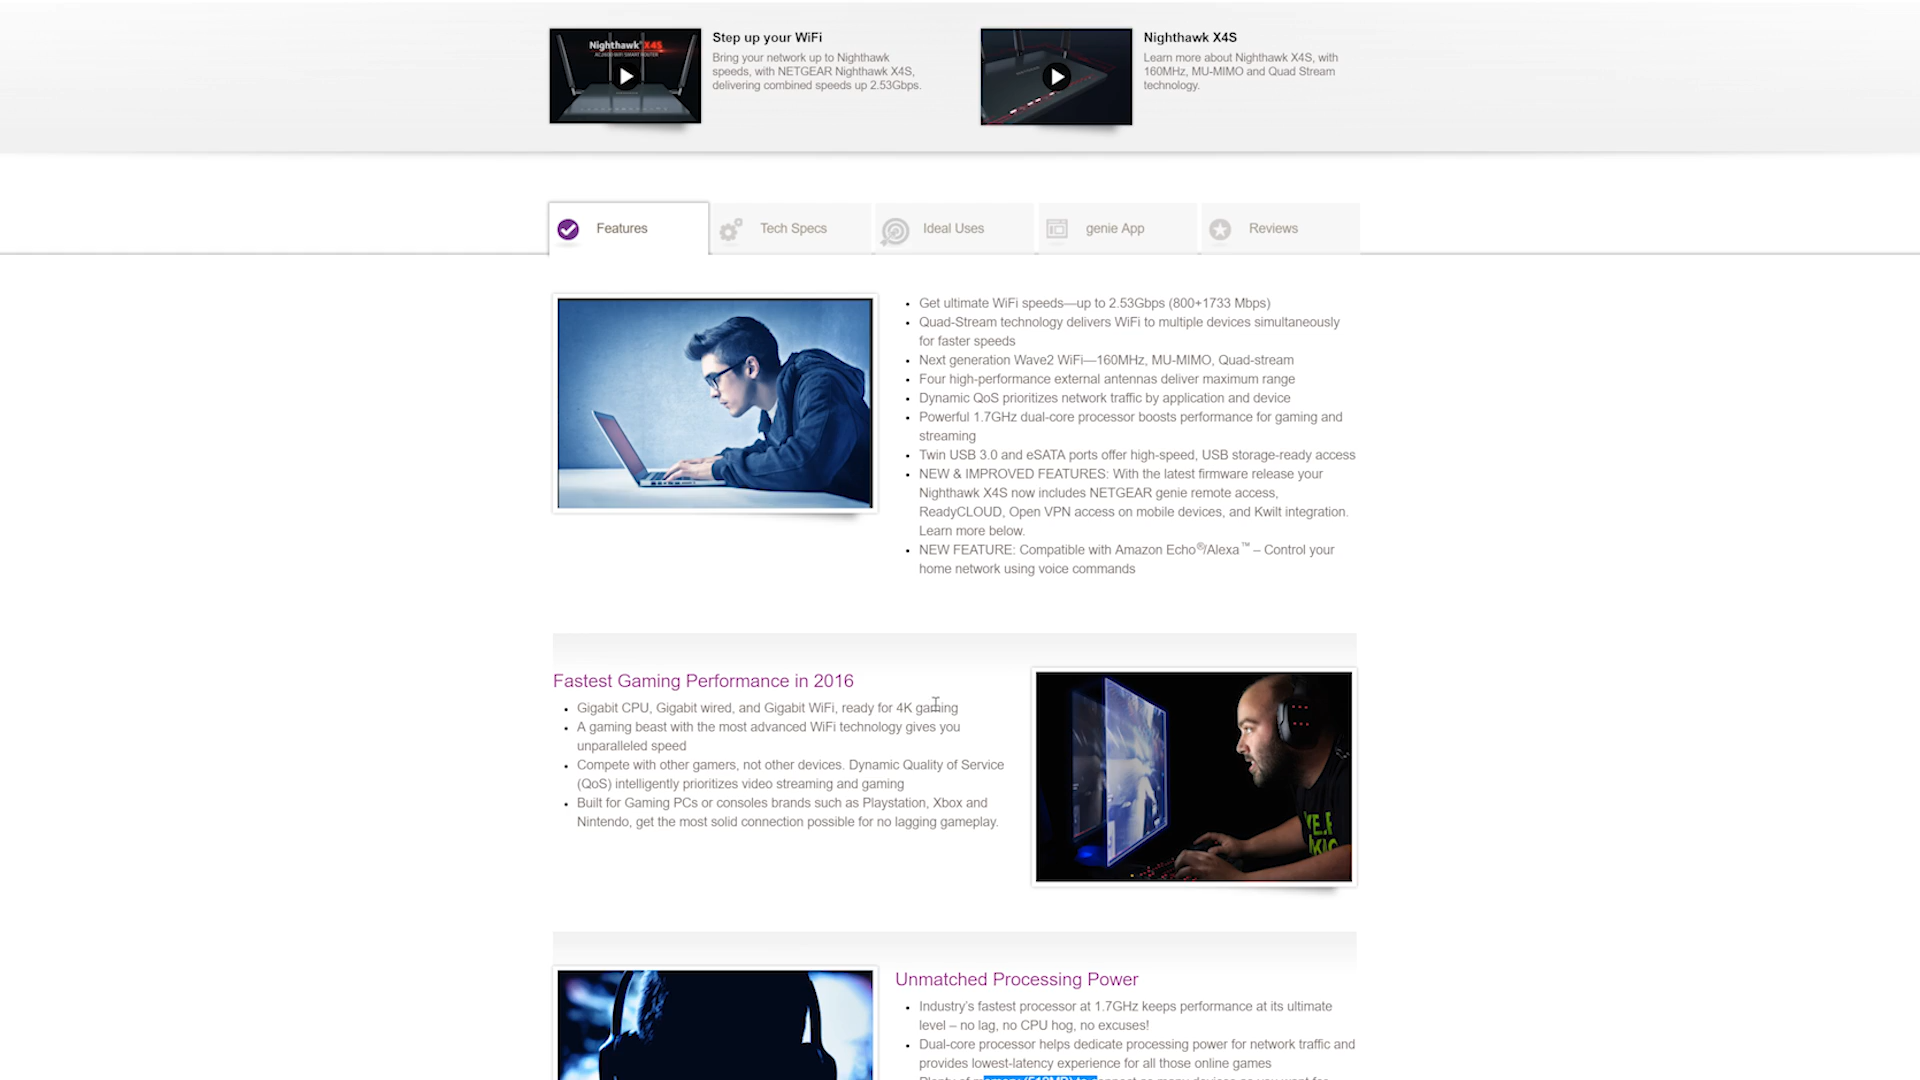 Step up your WiFi
Bring your network up to Nighthawk
speeds, with NETGEAR Nighthawk X4S,
delivering combined speeds up 2.53Gbps.
Nighthawk X4S
Nighthawk X4S
Learn more about Nighthawk X4S, with
160MHz, MU-MIMO and Quad Stream
technology.
Features
Tech Specs
Ideal Uses
genie App
Reviews
Get ultimate WiFi speeds—up to 2.53Gbps (800+1733 Mbps)
Quad-Stream technology delivers WiFi to multiple devices simultaneously
for faster speeds
Next generation Wave2 WiFi—160MHz, MU-MIMO, Quad-stream
Four high-performance external antennas deliver maximum range
Dynamic QoS prioritizes network traffic by application and device
Powerful 1.7GHz dual-core processor boosts performance for gaming and
streaming
Twin USB 3.0 and eSATA ports offer high-speed, USB storage-ready access
NEW & IMPROVED FEATURES: With the latest firmware release your
Nighthawk X4S now includes NETGEAR genie remote access,
ReadyCLOUD, Open VPN access on mobile devices, and Kwilt integration.
Learn more below.
NEW FEATURE: Compatible with Amazon Echo®/Alexa™ – Control your
home network using voice commands
Fastest Gaming Performance in 2016
Gigabit CPU, Gigabit wired, and Gigabit WiFi, ready for 4K gaming
A gaming beast with the most advanced WiFi technology gives you
unparalleled speed
Compete with other gamers, not other devices. Dynamic Quality of Service
(QoS) intelligently prioritizes video streaming and gaming
Built for Gaming PCs or consoles brands such as Playstation, Xbox and
Nintendo, get the most solid connection possible for no lagging gameplay.
Unmatched Processing Power
Industry's fastest processor at 1.7GHz keeps performance at its ultimate
level – no lag, no CPU hog, no excuses!
Dual-core processor helps dedicate processing power for network traffic and
provides lowest-latency experience for all those online games